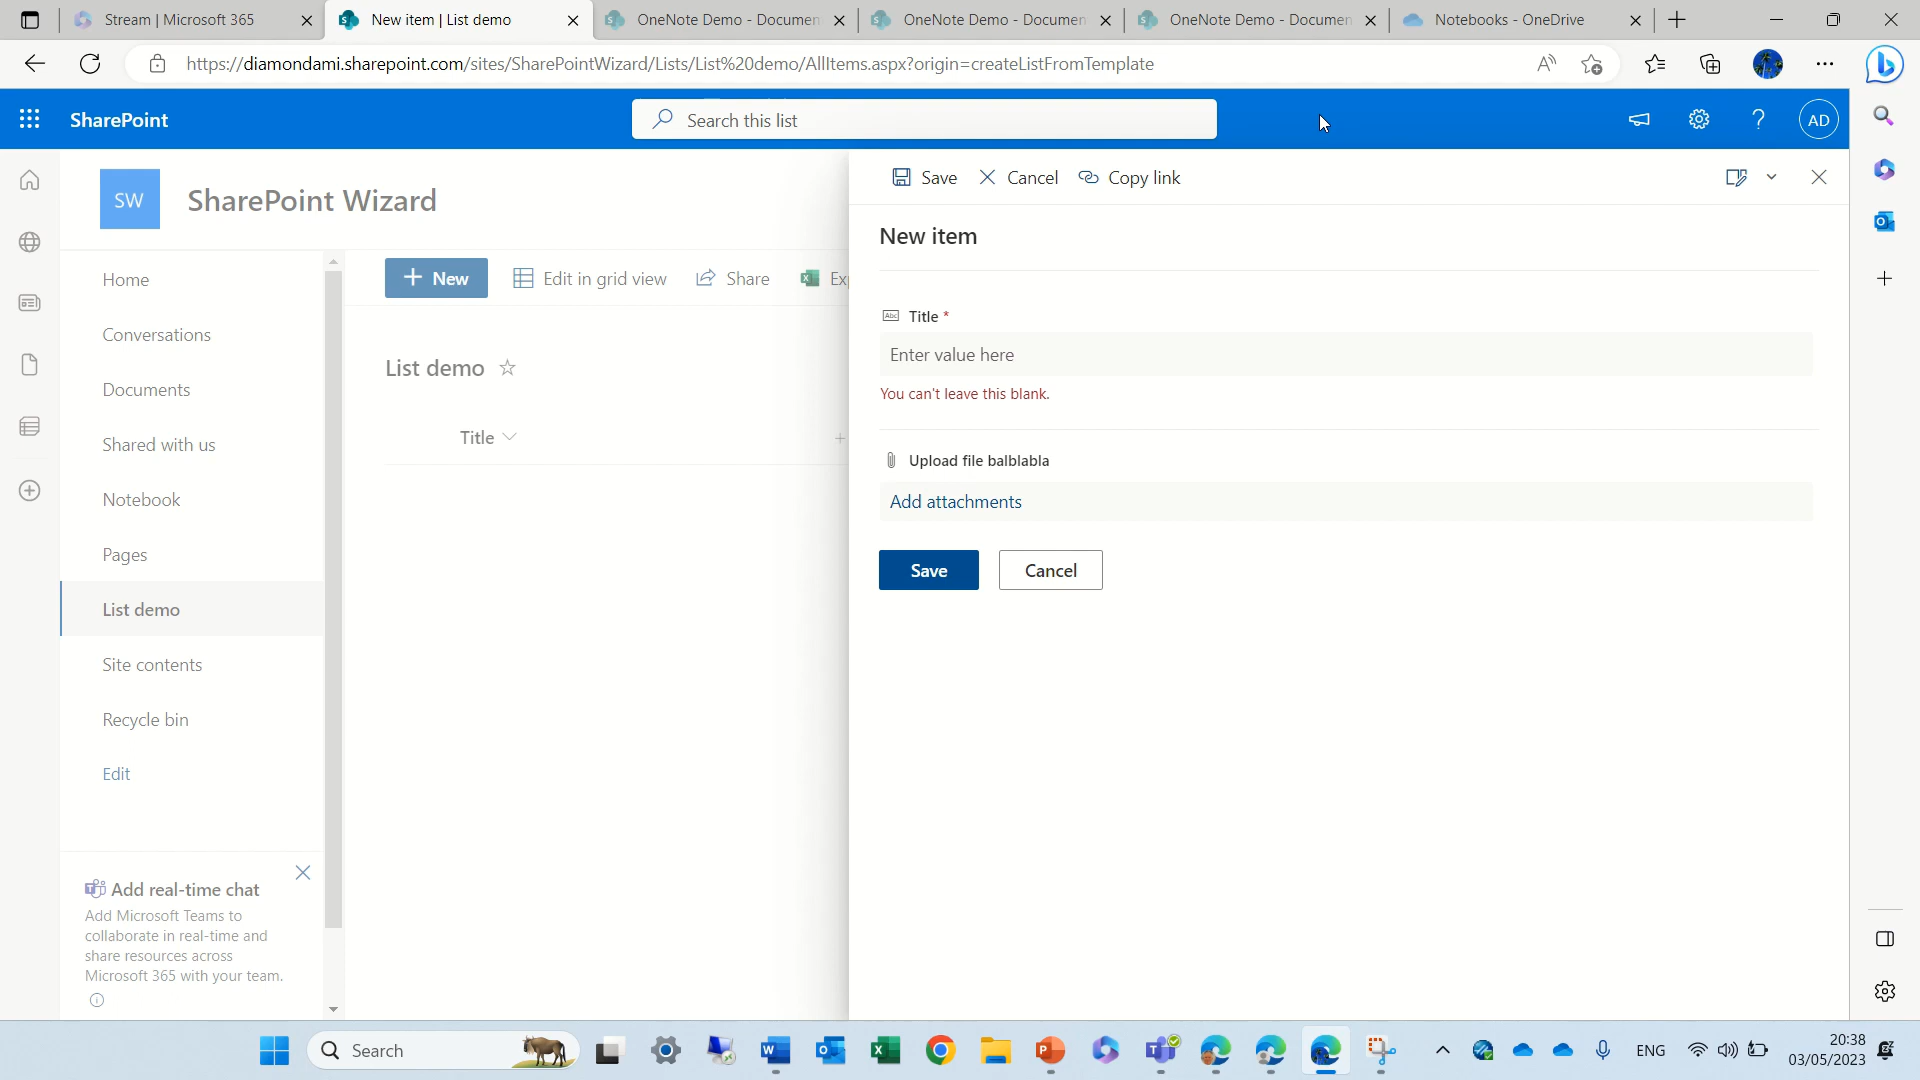 Stream | Microsoft 365
New item | List demo
OneNote Demo - Documen
OneNote Demo - Documen
OneNote Demo - Documen
Notebooks - OneDrive
https://diamondami.sharepoint.com/sites/SharePointWizard/Lists/List%20demo/AllItems.aspx?origin=createListFromTemplate
SharePoint
Search this list
AD
SW
SharePoint Wizard
Save
Cancel
Copy link
New item
Home
Conversations
Documents
Shared with us
Notebook
Pages
List demo
Site contents
Recycle bin
Edit
New
Edit in grid view
Share
Exp
List demo
Title
Abc
Title *
Enter value here
You can't leave this blank.
Upload file balblabla
Add attachments
Save
Cancel
Add real-time chat
Add Microsoft Teams to
collaborate in real-time and
share resources across
Microsoft 365 with your team.
Search
ENG
20:38
03/05/2023